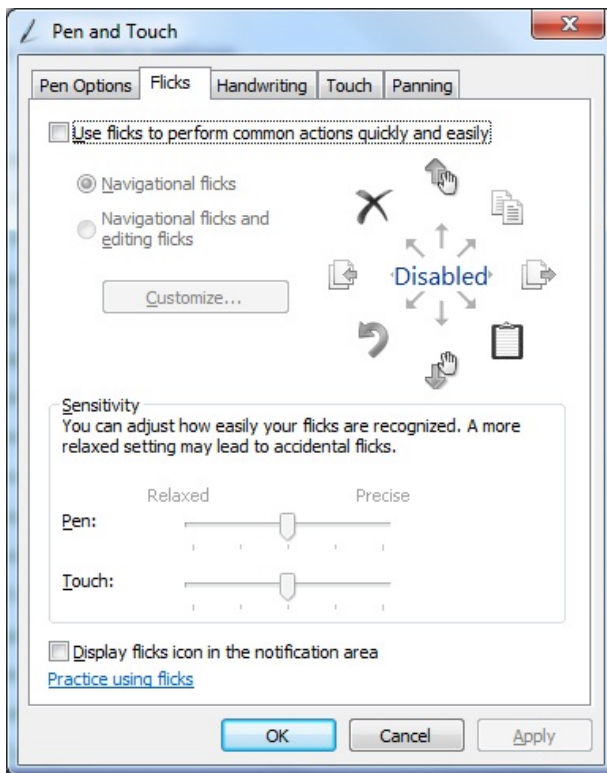 Pen and Touch
Pen Options Flicks Handwriting Touch Panning
Use flicks to perform common actions quickly and easily
Navigational flicks
Navigational flicks and
editing flicks
Customize...
Disabled
Sensitivity
You can adjust how easily your flicks are recognized. A more
relaxed setting may lead to accidental flicks.
Relaxed Precise
Pen:
Touch:
Display flicks icon in the notification area
Practice using flicks
OK Cancel Apply